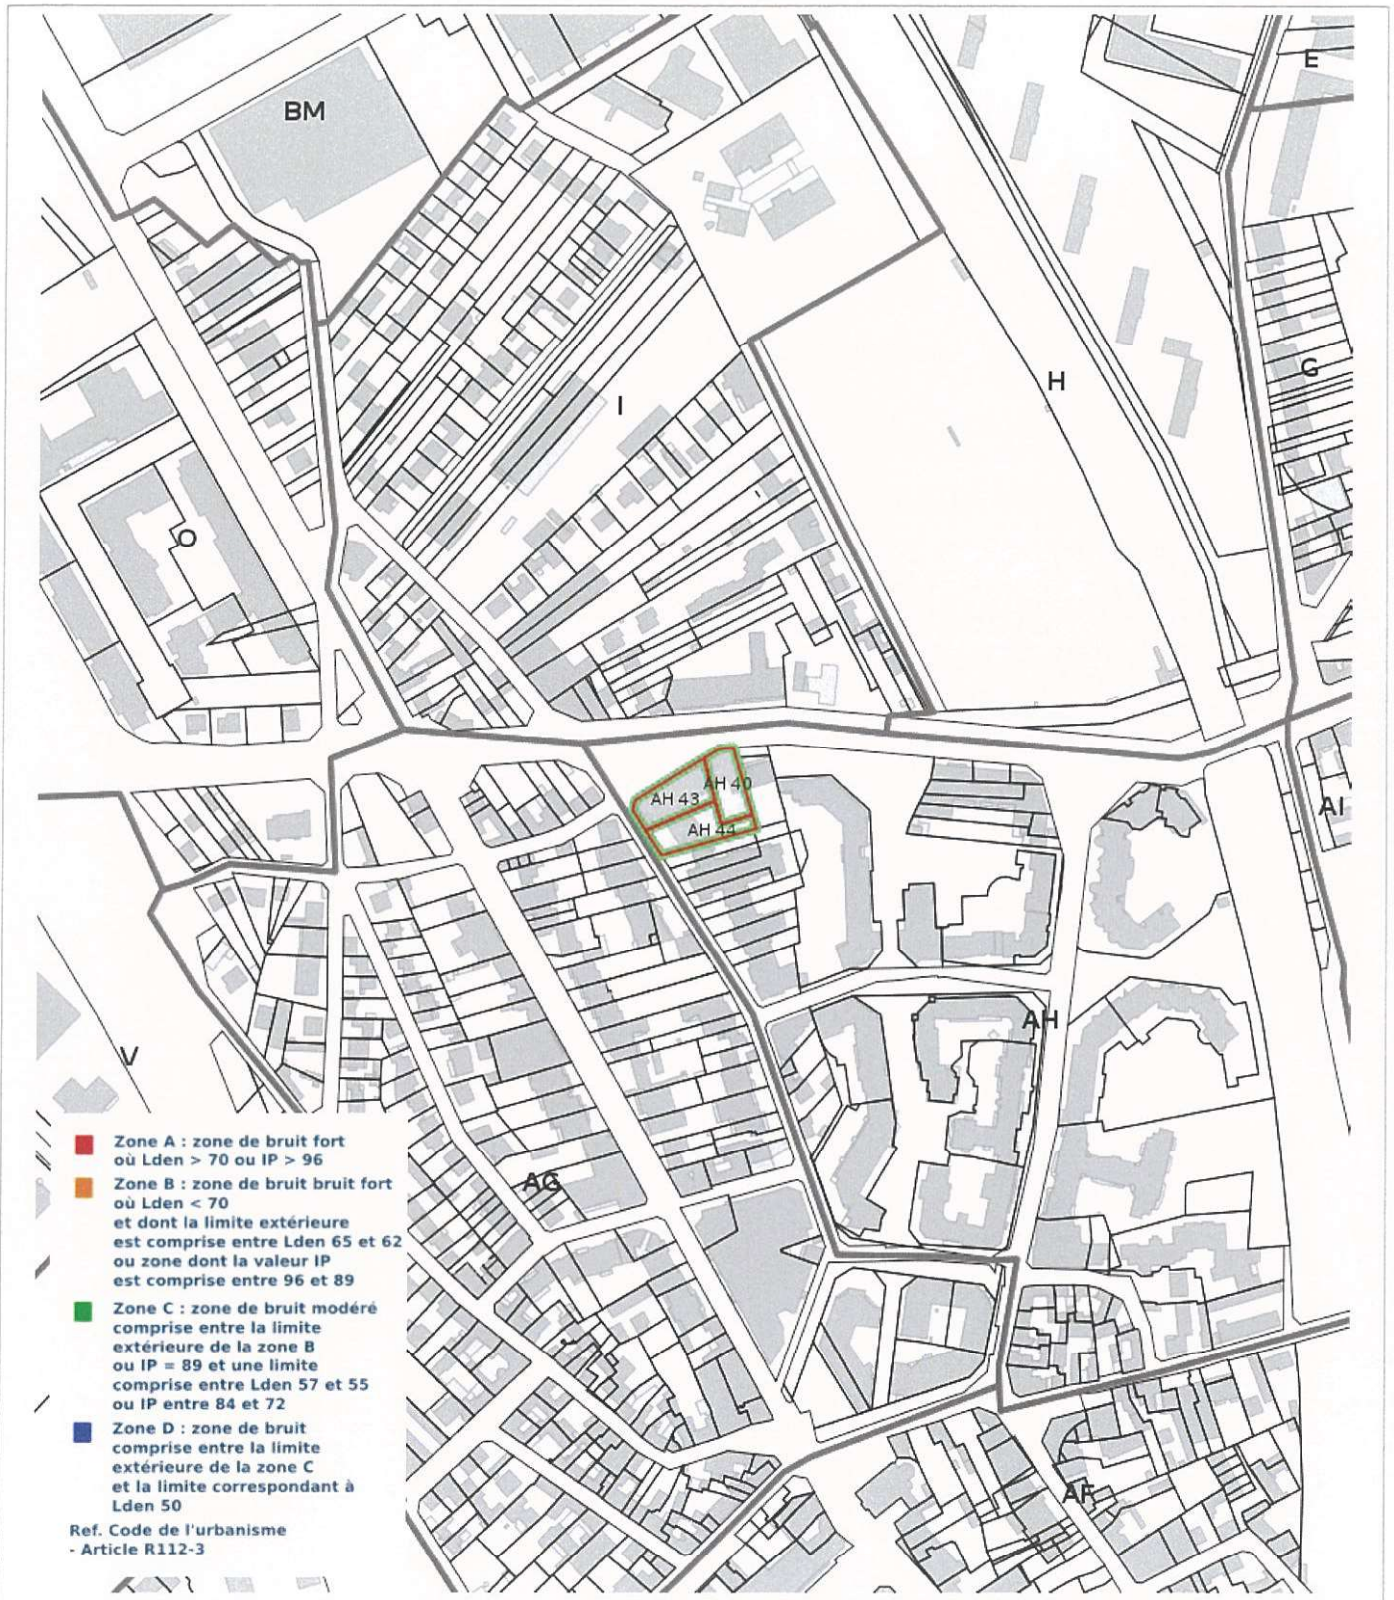 BM
E
I
H
G
O
AH 40
AH 43
AH 44
AI
AH
V
AG
AF
Zone A : zone de bruit fort
où Lden > 70 ou IP > 96
Zone B : zone de bruit bruit fort
où Lden < 70
et dont la limite extérieure
est comprise entre Lden 65 et 62
ou zone dont la valeur IP
est comprise entre 96 et 89
Zone C : zone de bruit modéré
comprise entre la limite
extérieure de la zone B
ou IP = 89 et une limite
comprise entre Lden 57 et 55
ou IP entre 84 et 72
Zone D : zone de bruit
comprise entre la limite
extérieure de la zone C
et la limite correspondant à
Lden 50
Ref. Code de l'urbanisme
- Article R112-3